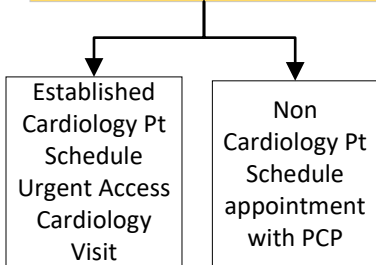 Established
Cardiology Pt
Schedule
Urgent Access
Cardiology
Visit
Non
Cardiology Pt
Schedule
appointment
with PCP